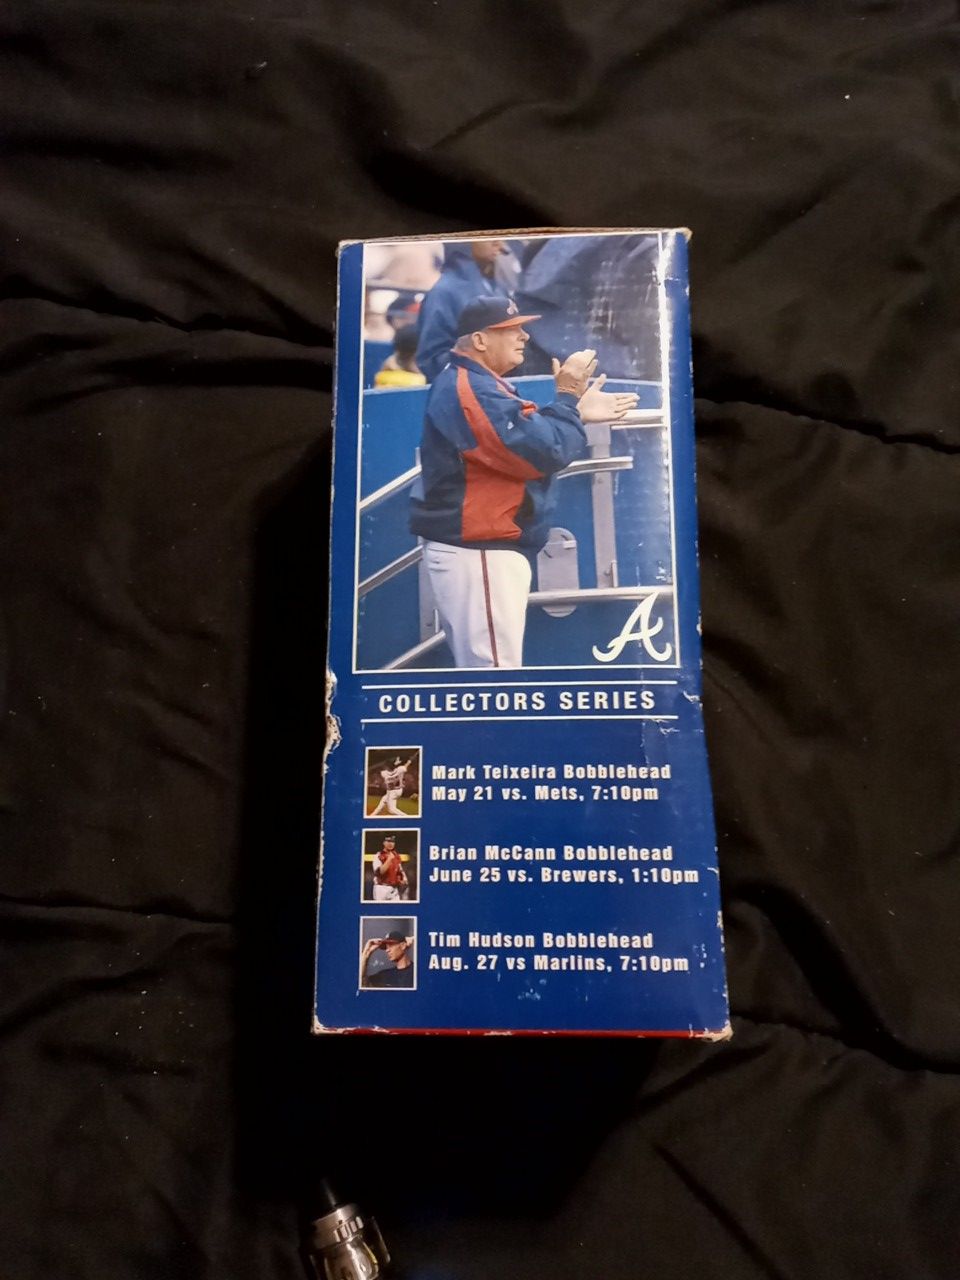 A
COLLECTORS SERIES
Mark Teixeira Bobblehead
May 21 vs. Mets, 7:10pm
Brian McCann Bobblehead
June 25 vs. Brewers, 1:10pm
Tim Hudson Bobblehead
Aug. 27 vs Marlins, 7:10pm